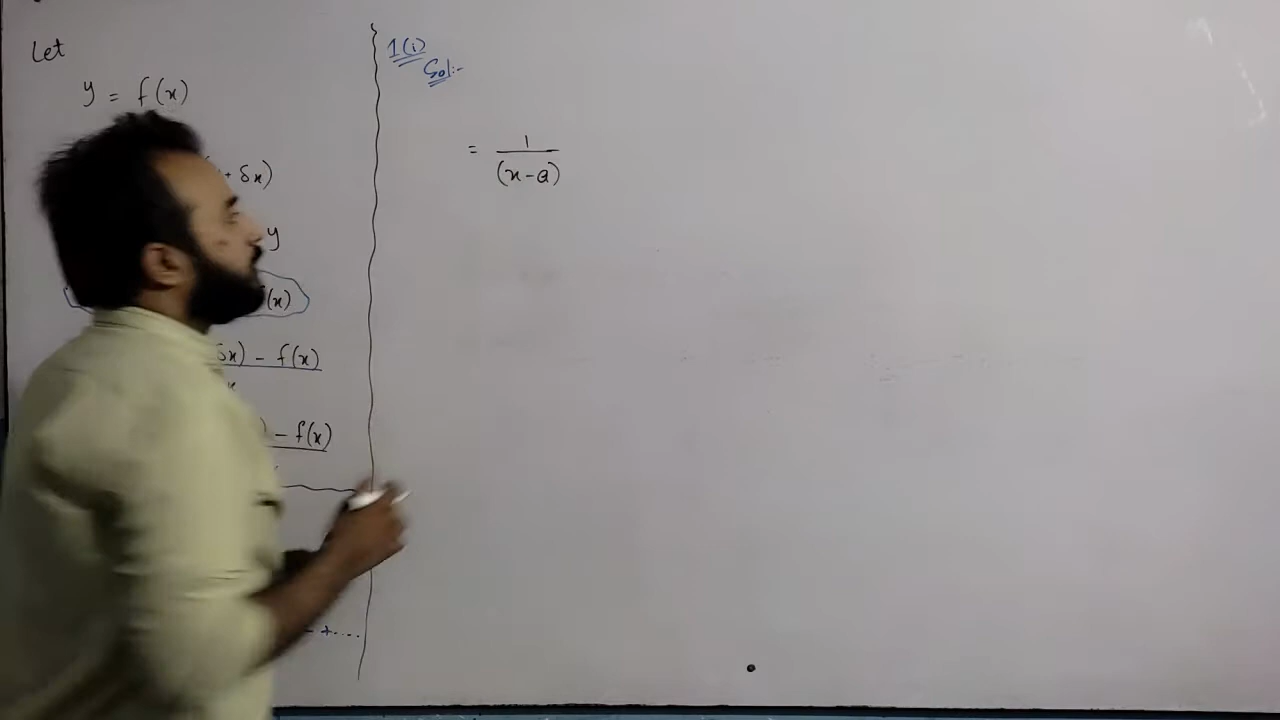 Let
y = f(x)
+ δx)
- y
(x)
δx) - f(x)
x
) - f(x)
+....
1(i)
Sol:-
= 1
(x-a)